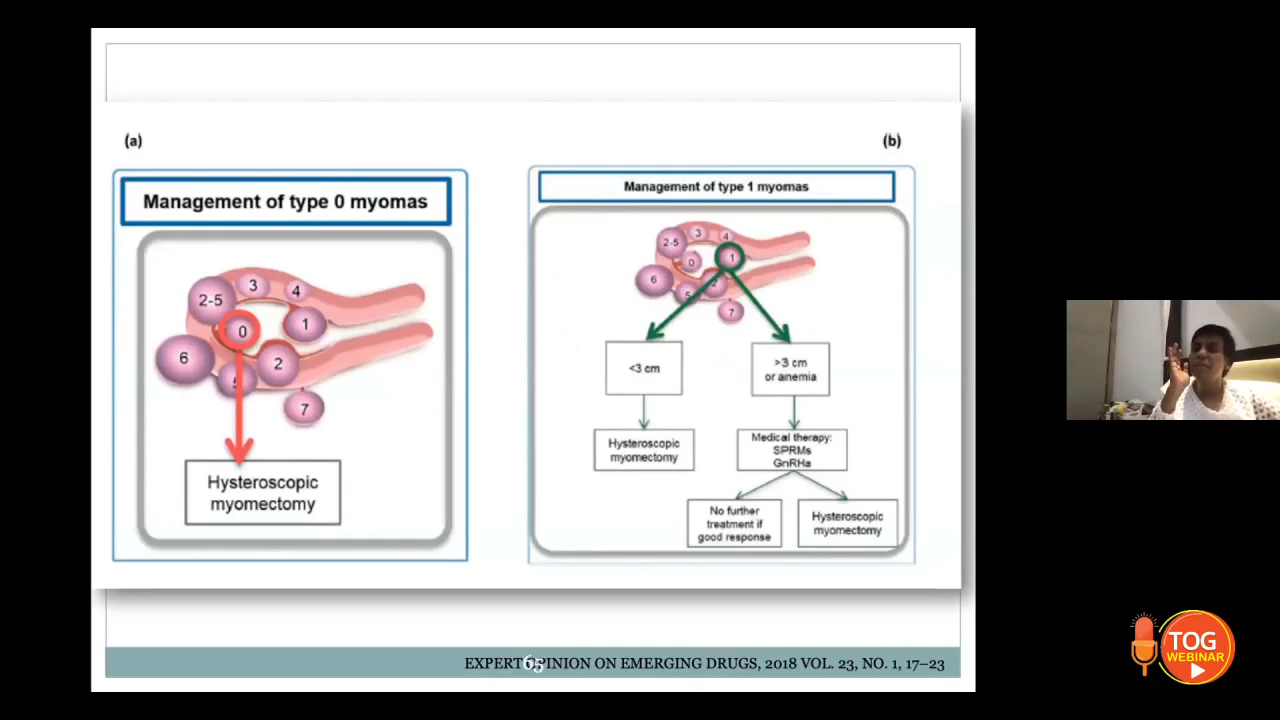 (a)
Management of type 0 myomas
2-5
3
4
0
1
6
2
5
7
Hysteroscopic
myomectomy
(b)
Management of type 1 myomas
2-5
3
4
0
1
6
5
2
7
<3 cm
>3 cm
or anemia
Hysteroscopic
myomectomy
Medical therapy:
SPRMs
GnRHa
No further
treatment if
good response
Hysteroscopic
myomectomy
EXPERT OPINION ON EMERGING DRUGS, 2018 VOL. 23, NO. 1, 17–23
65
TOG
WEBINAR